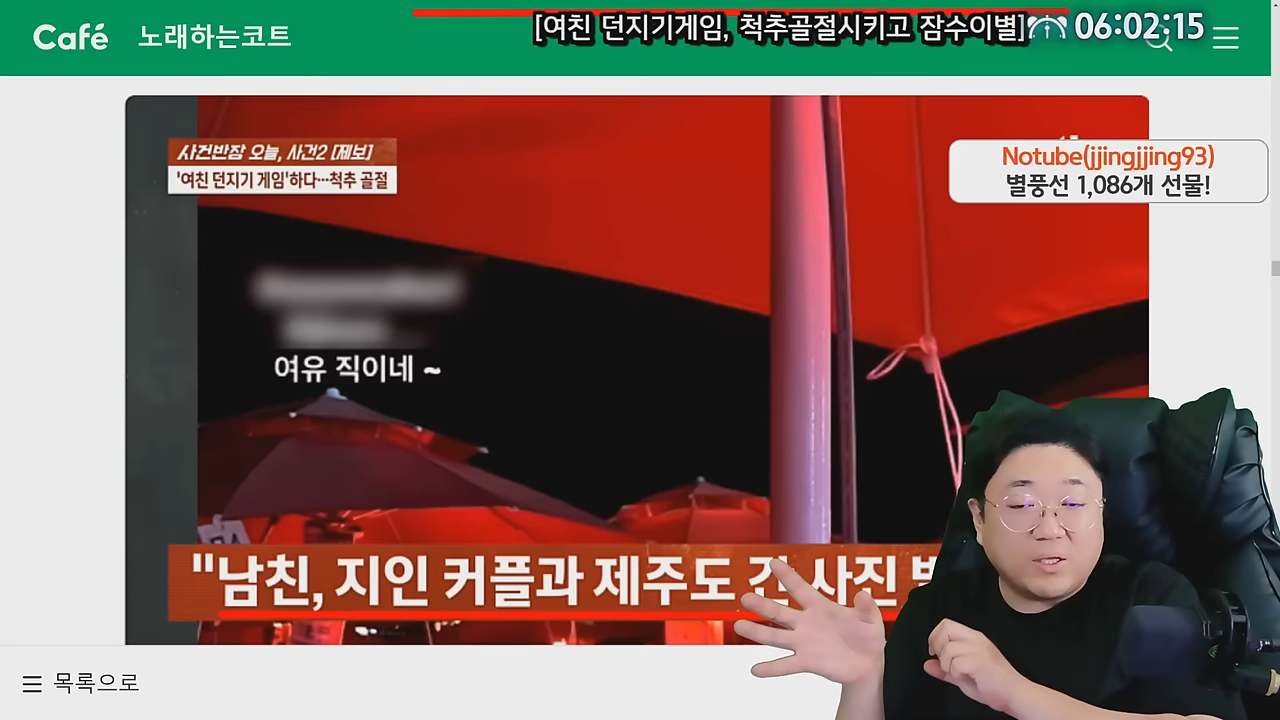 Café 노래하는코트
[여친 던지기게임, 척추골절시키고 잠수이별]
06:02:15
사건반장 오늘, 사건2 [제보]
'여친 던지기 게임'하다…척추 골절
Notube(jjingjjing93)
별풍선 1,086개 선물!
여유 직이네 ~
"남친, 지인 커플과 제주도 간 사진
목록으로